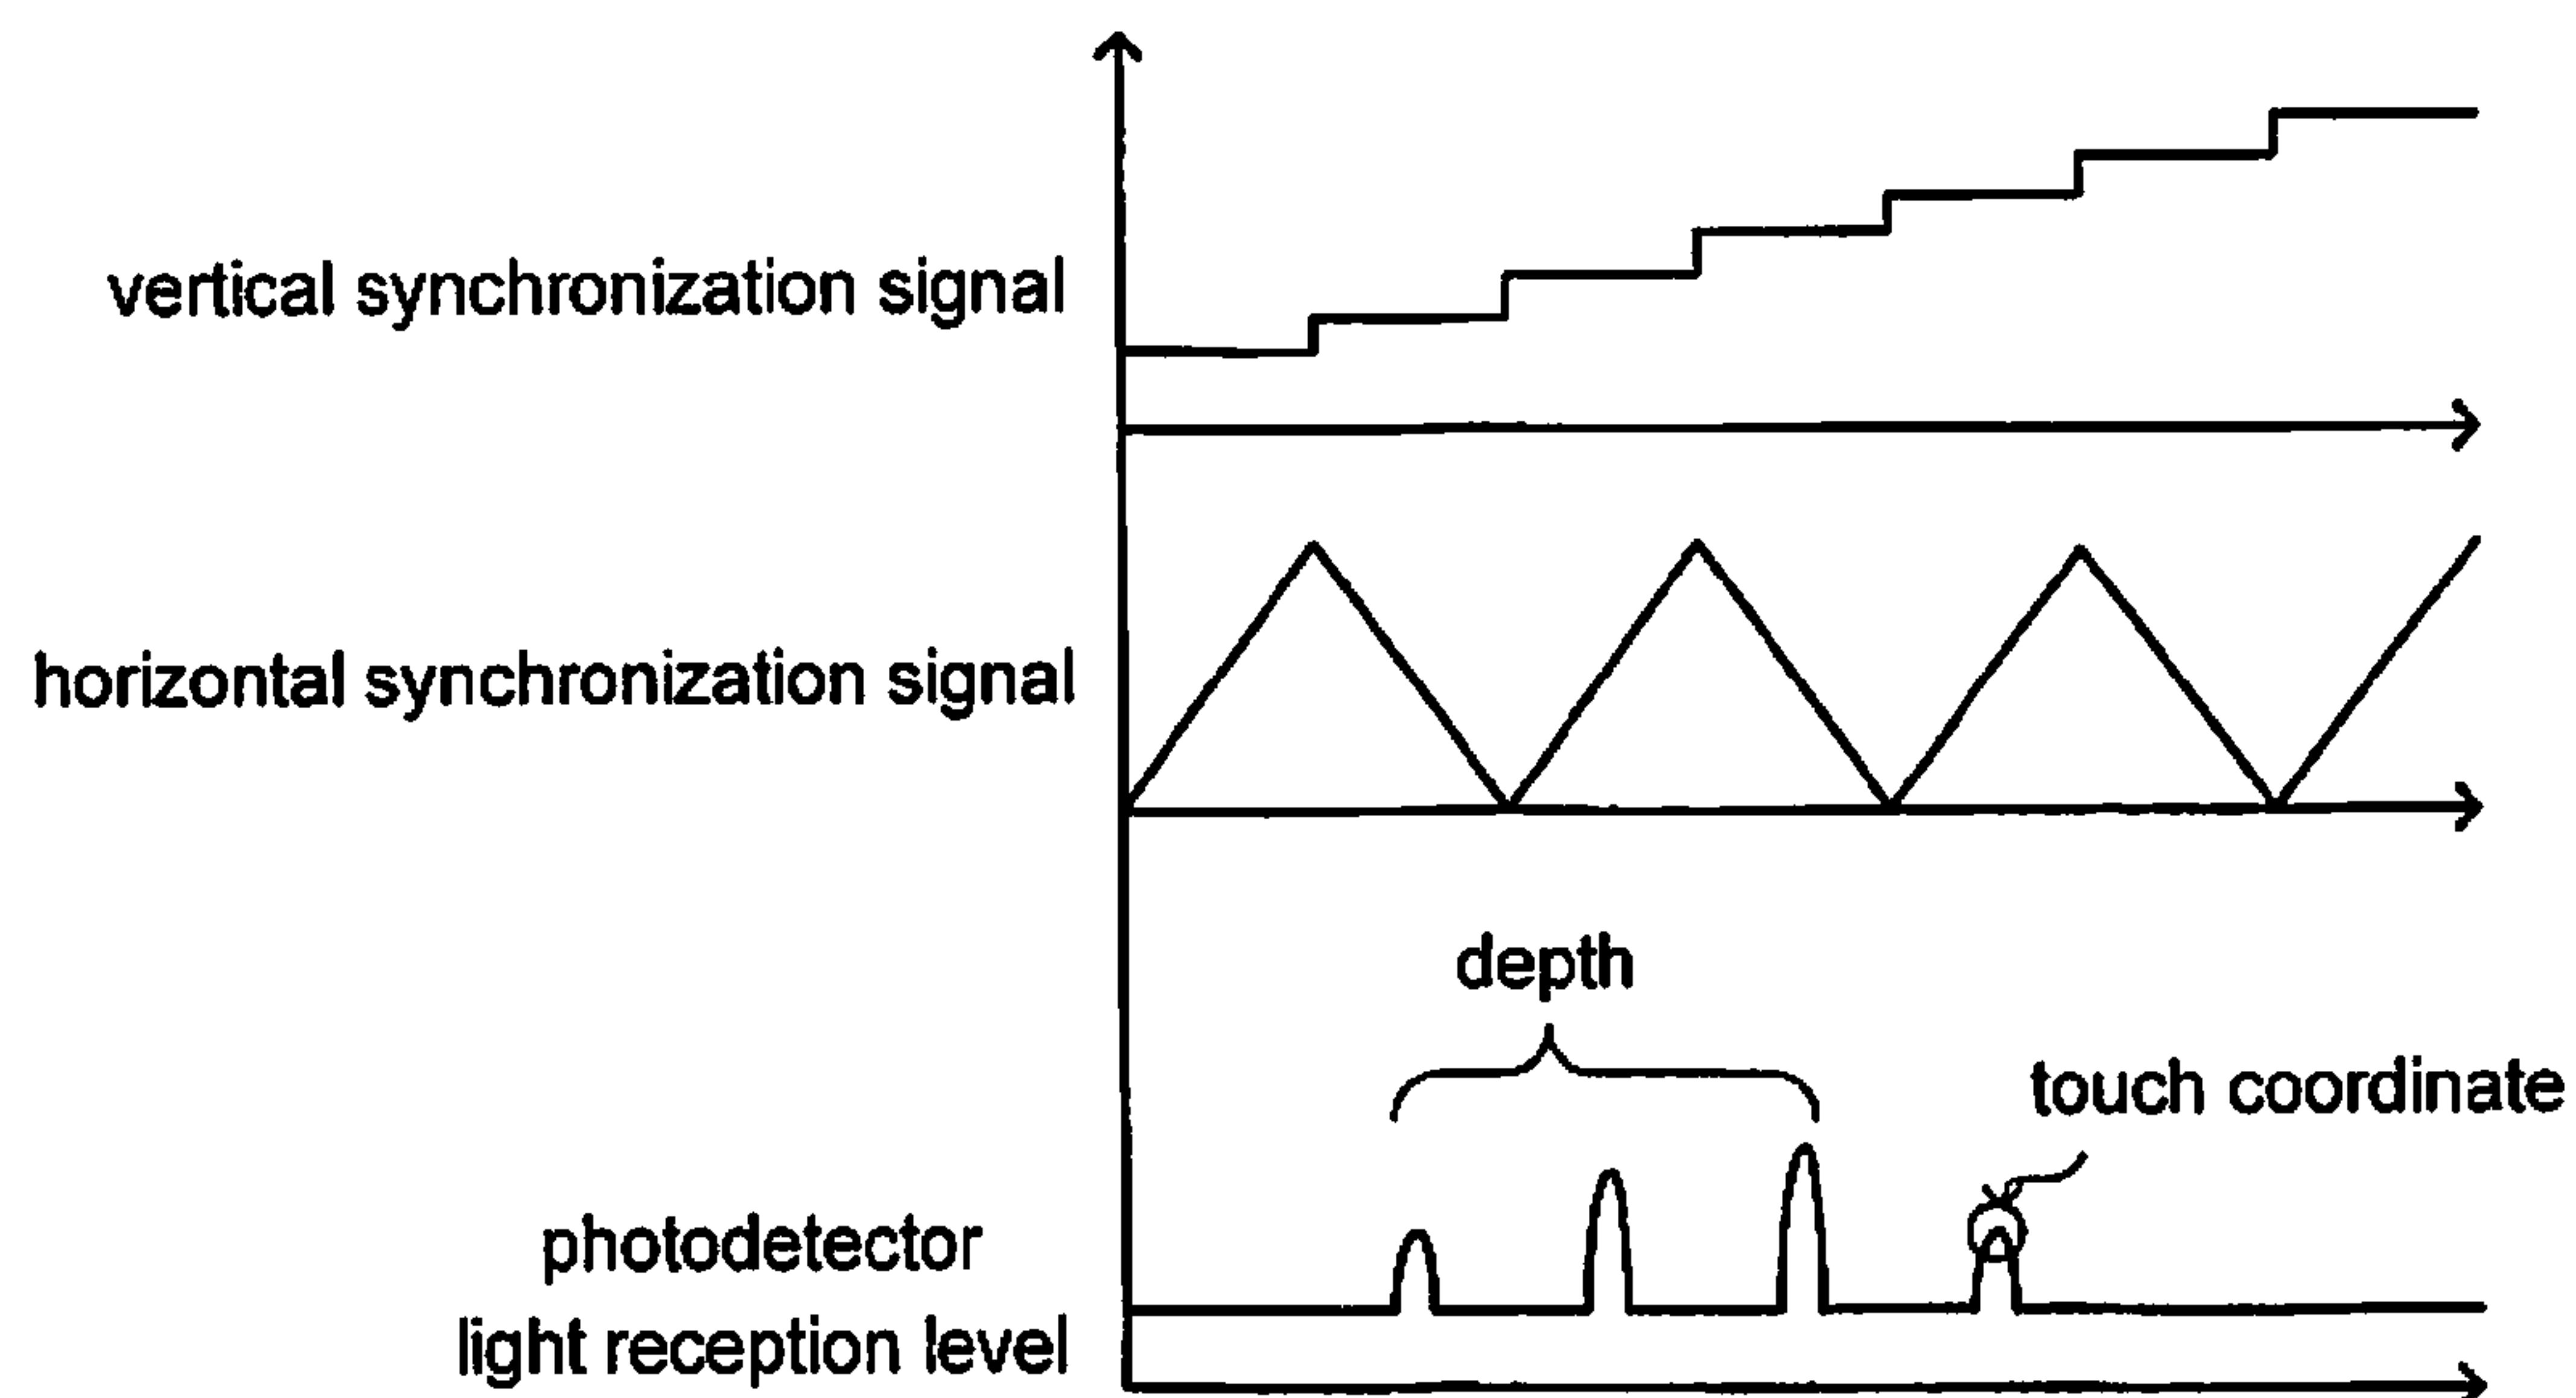 vertical synchronization signal
horizontal synchronization signal
depth
touch coordinate
photodetector
light reception level